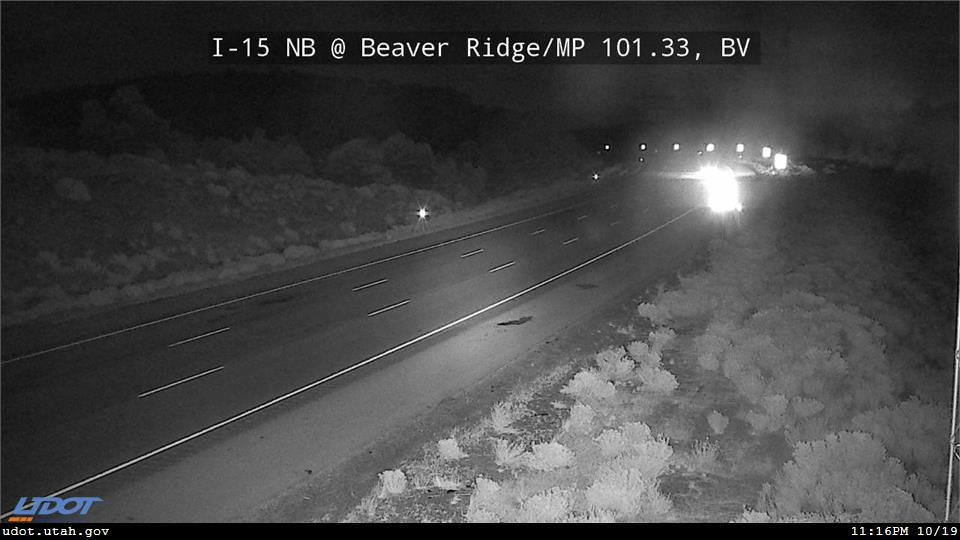 I-15 NB @ Beaver Ridge/MP 101.33, BV
UDOT
udot.utah.gov 11:16PM 10/19